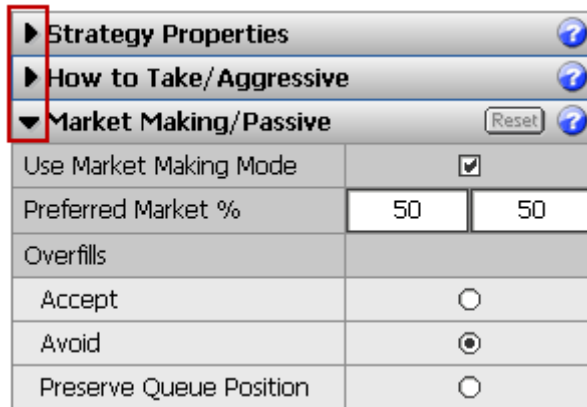 Strategy Properties ?
How to Take/Aggressive ?
Market Making/Passive Reset ?
Use Market Making Mode
Preferred Market % 50 50
Overfills
Accept
Avoid
Preserve Queue Position